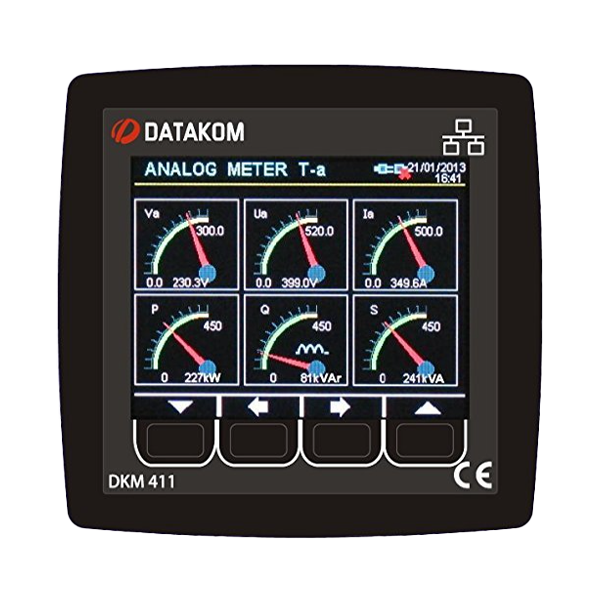 DATAKOM
ANALOG METER T-a
21/01/2013
16:41
Va
300.0
0.0 230.3V
Ua
520.0
0.0 399.0V
Ia
500.0
0.0 349.6A
P
450
0 227kW
Q
450
0 81kVAr
S
450
0 241kVA
DKM 411
CE